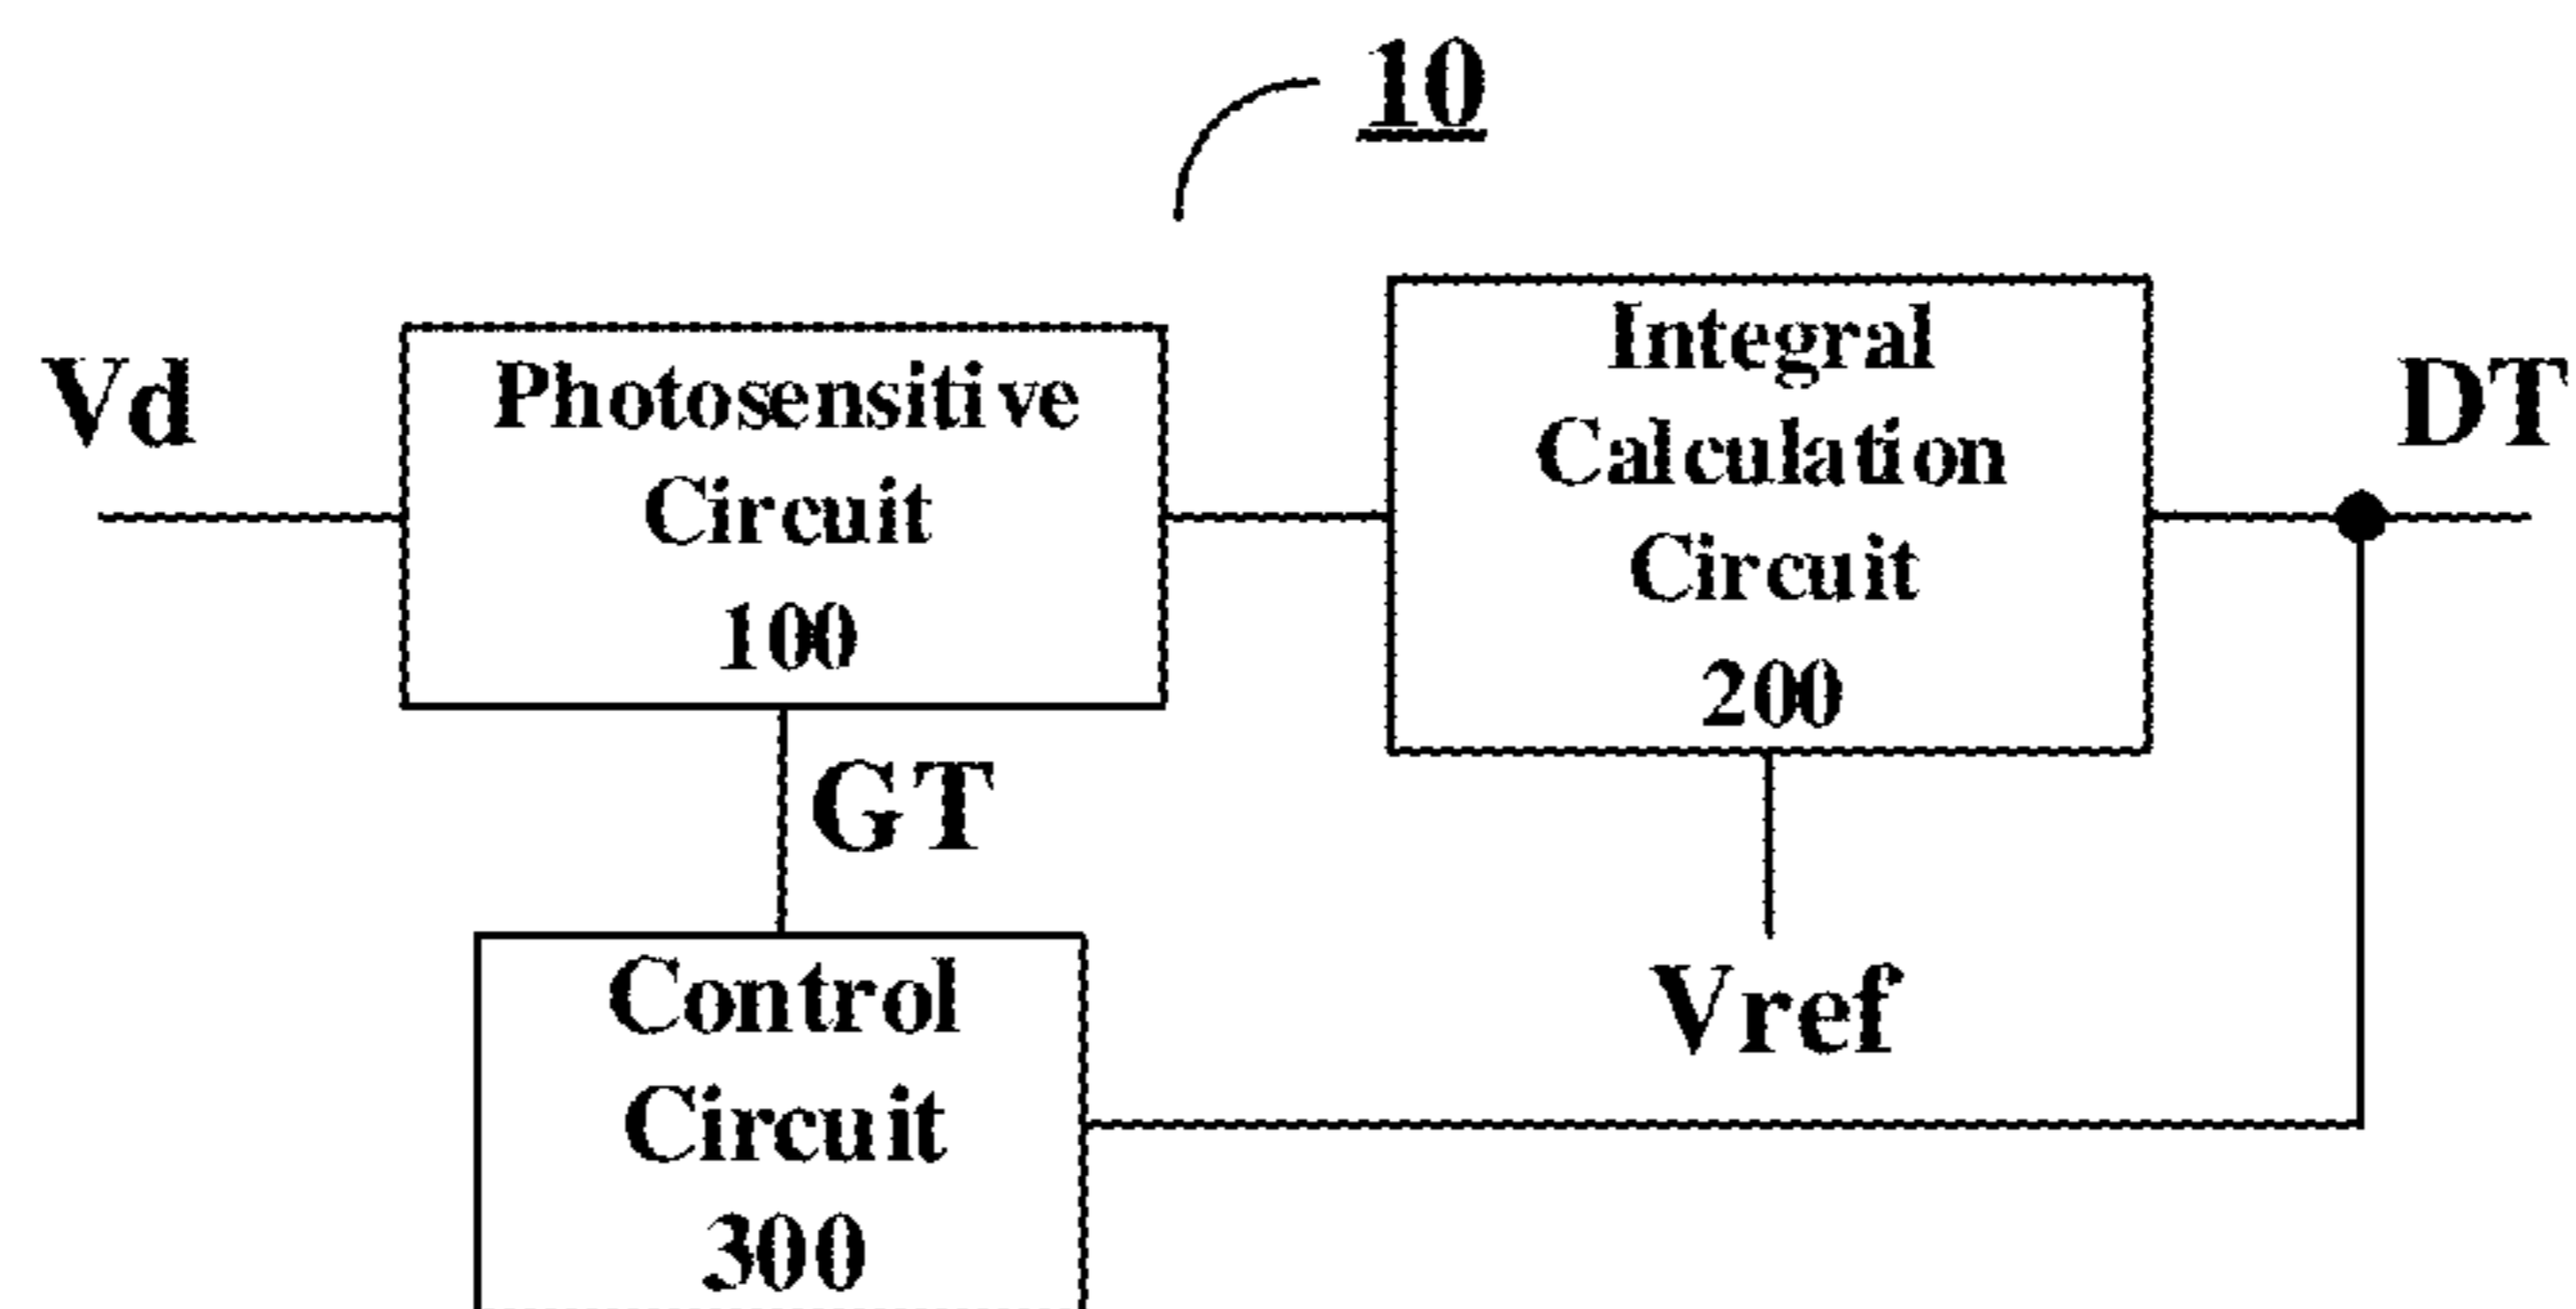 10
Vd
Photosensitive
Circuit
100
Integral
Calculation
Circuit
200
DT
GT
Vref
Control
Circuit
300